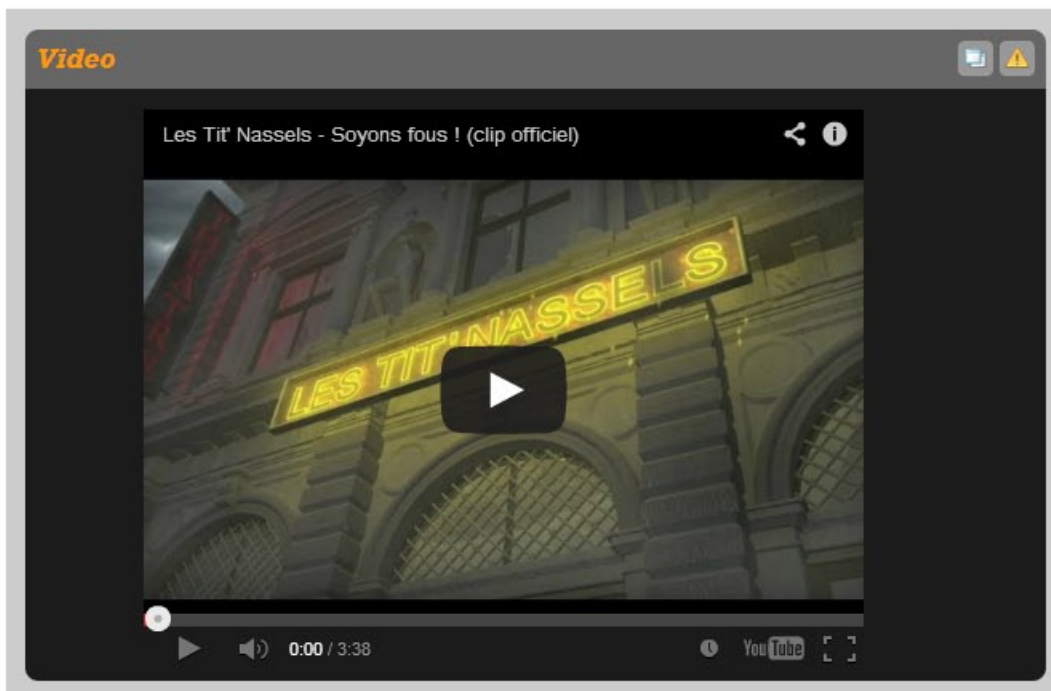 Video
Les Tit' Nassels - Soyons fous ! (clip officiel)
LES TIT' NASSELS
0:00 / 3:38
YouTube